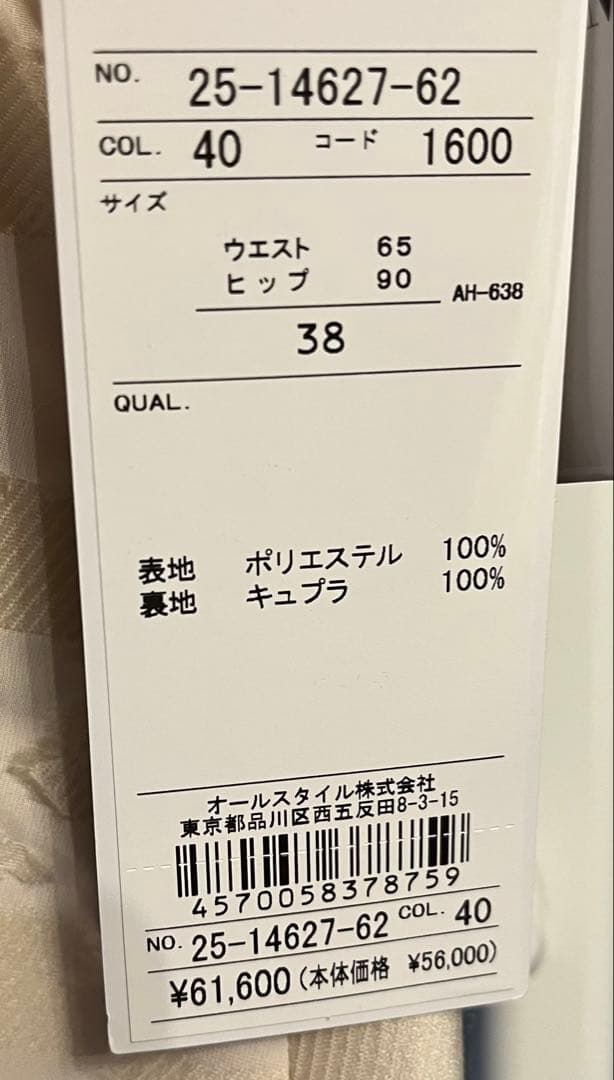 NO. 25-14627-62
COL. 40 コード 1600
サイズ
ウエスト 65
ヒップ 90
AH-638
38
QUAL.
表地 ポリエステル 100%
裏地 キュプラ 100%
オールスタイル株式会社
東京都品川区西五反田8-3-15
4570058378759
NO. 25-14627-62 COL. 40
¥61,600(本体価格 ¥56,000)